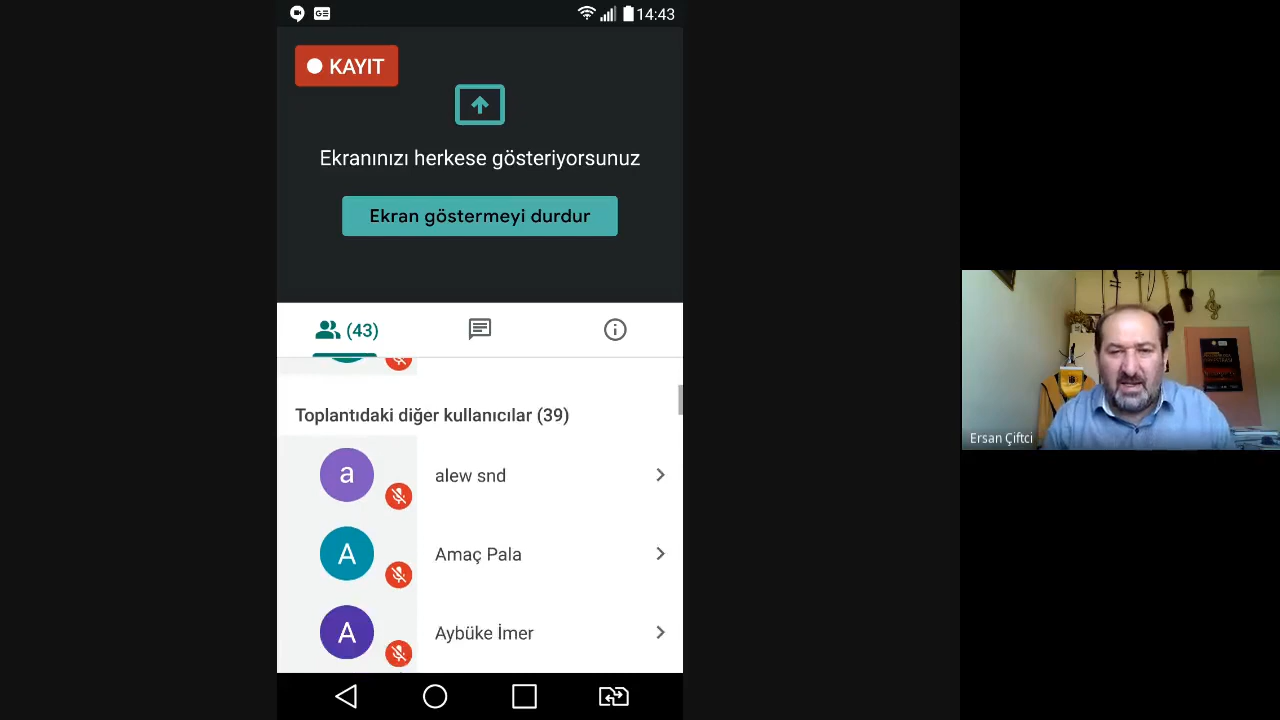 14:43
KAYIT
Ekranınızı herkese gösteriyorsunuz
Ekran göstermeyi durdur
(43)
Toplantıdaki diğer kullanıcılar (39)
a
alew snd
A
Amaç Pala
A
Aybüke İmer
Ersan Çiftci